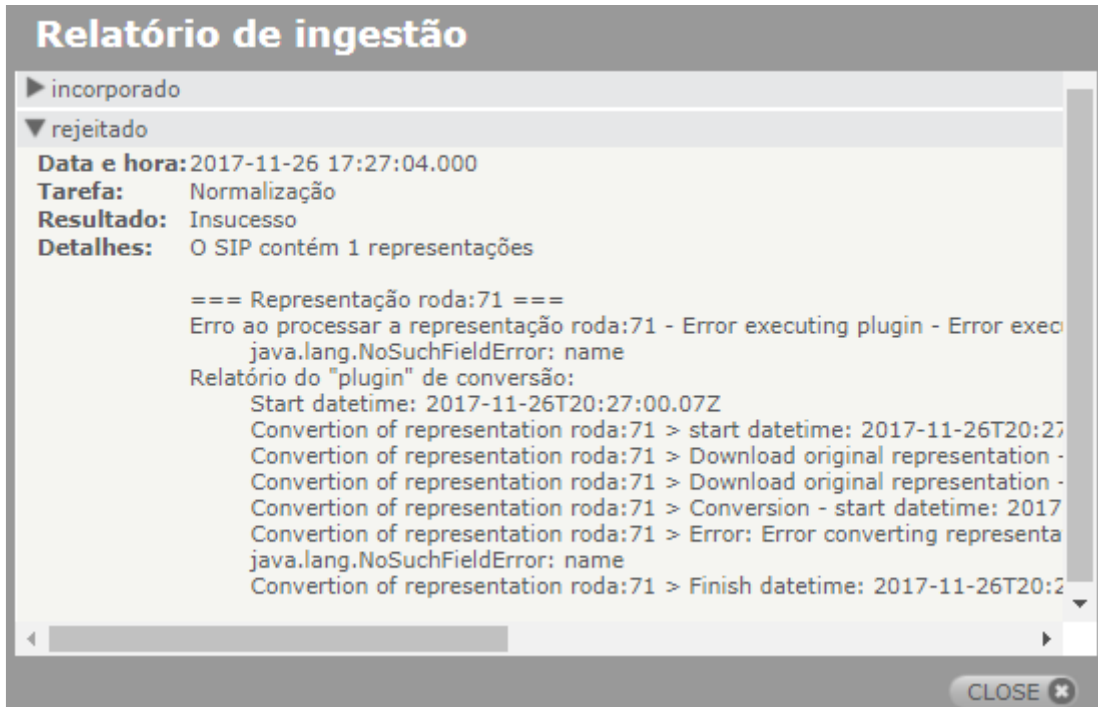 Relatório de ingestão
incorporado
rejeitado
Data e hora: 2017-11-26 17:27:04.000
Tarefa: Normalização
Resultado: Insucesso
Detalhes: O SIP contém 1 representações
=== Representação roda:71 ===
Erro ao processar a representação roda:71 - Error executing plugin - Error exec
java.lang.NoSuchFieldError: name
Relatório do "plugin" de conversão:
Start datetime: 2017-11-26T20:27:00.07Z
Convertion of representation roda:71 > start datetime: 2017-11-26T20:27
Convertion of representation roda:71 > Download original representation -
Convertion of representation roda:71 > Download original representation -
Convertion of representation roda:71 > Conversion - start datetime: 2017
Convertion of representation roda:71 > Error: Error converting representa
java.lang.NoSuchFieldError: name
Convertion of representation roda:71 > Finish datetime: 2017-11-26T20:2
CLOSE